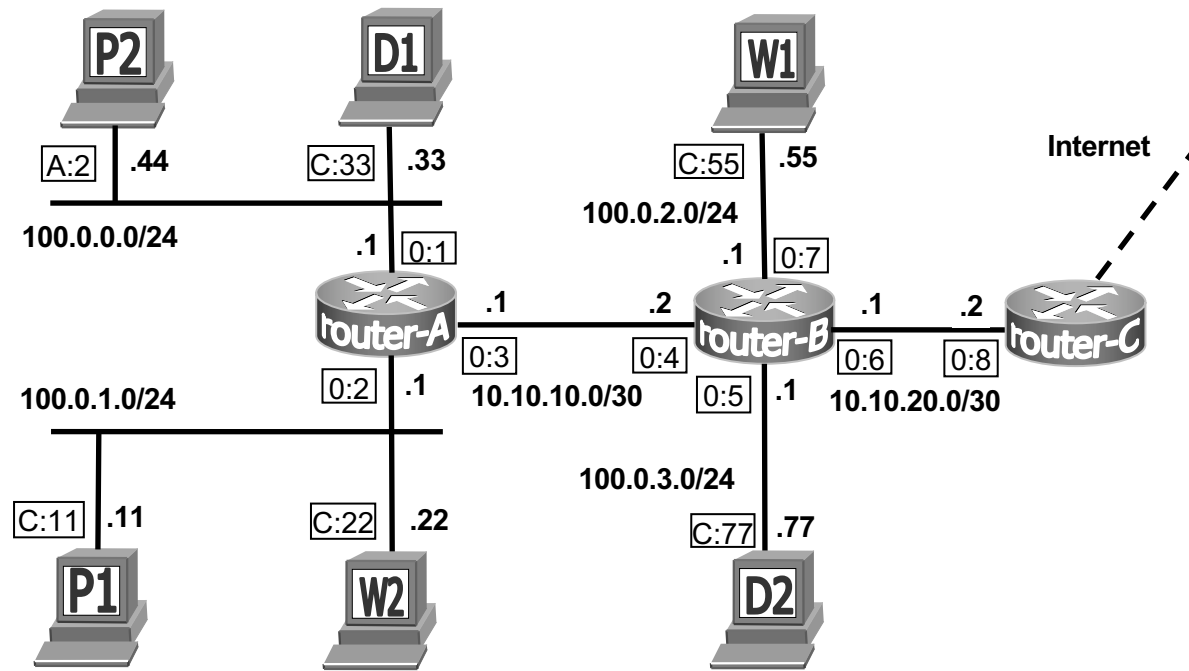 P2
D1
W1
A:2
.44
C:33
.33
C:55
.55
Internet
100.0.0.0/24
100.0.2.0/24
.1
0:1
.1
0:7
router-A
.1
.2
router-B
.1
.2
router-C
0:3
0:4
0:6
0:8
0:2
.1
10.10.10.0/30
0:5
.1
10.10.20.0/30
100.0.1.0/24
100.0.3.0/24
C:11
.11
C:22
.22
C:77
.77
P1
W2
D2